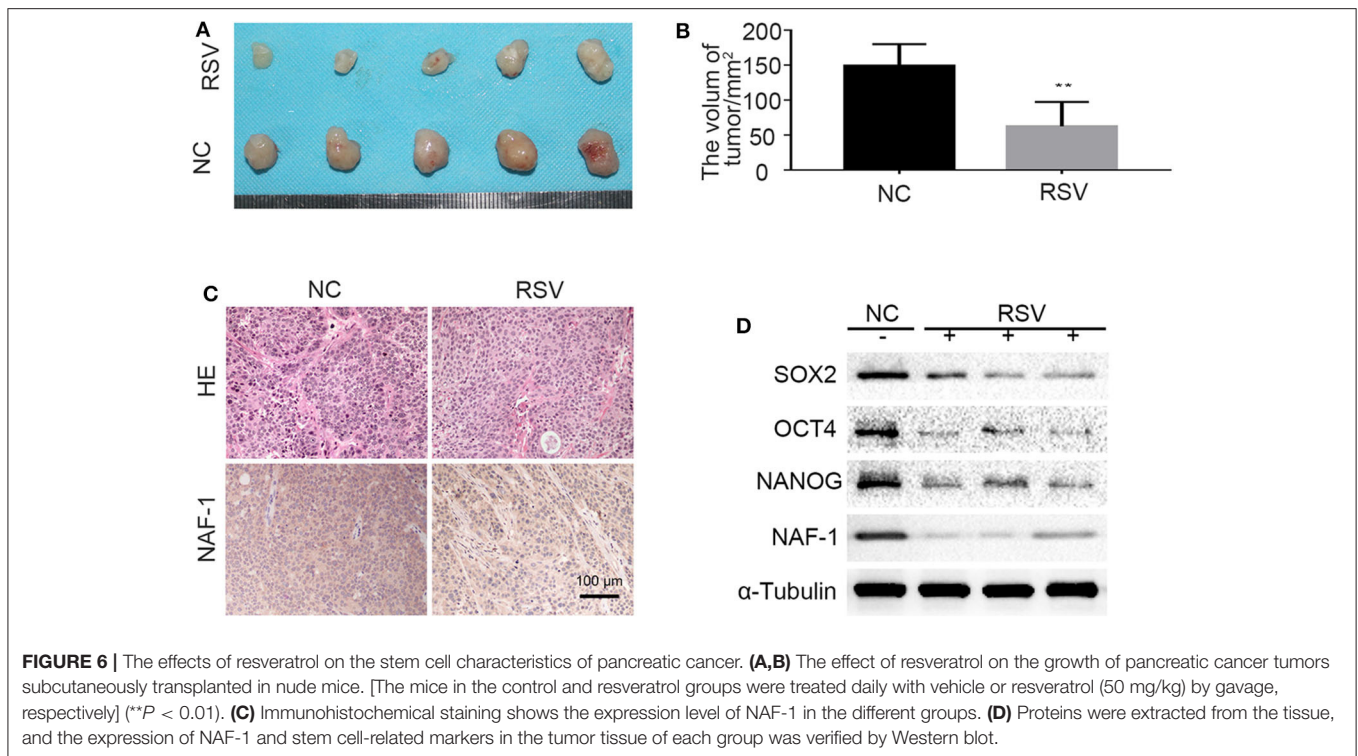 A
RSV
NC
B
The volum of
tumor/mm²
200
150
100
50
0
**
NC
RSV
C
NC
RSV
HE
NAF-1
100 µm
D
NC
RSV
-
+
+
+
SOX2
OCT4
NANOG
NAF-1
α-Tubulin
FIGURE 6 | The effects of resveratrol on the stem cell characteristics of pancreatic cancer. (A,B) The effect of resveratrol on the growth of pancreatic cancer tumors
subcutaneously transplanted in nude mice. [The mice in the control and resveratrol groups were treated daily with vehicle or resveratrol (50 mg/kg) by gavage,
respectively] (**P < 0.01). (C) Immunohistochemical staining shows the expression level of NAF-1 in the different groups. (D) Proteins were extracted from the tissue,
and the expression of NAF-1 and stem cell-related markers in the tumor tissue of each group was verified by Western blot.